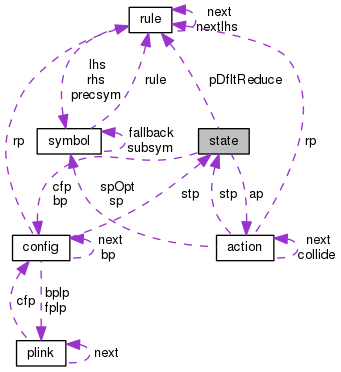 rule
next
nextlhs
lhs
rhs
precsym
rule
pDfltReduce
symbol
fallback
subsym
state
rp
cfp
bp
spOpt
sp
stp
stp
ap
rp
config
next
bp
action
next
collide
cfp
bplp
fplp
plink
next